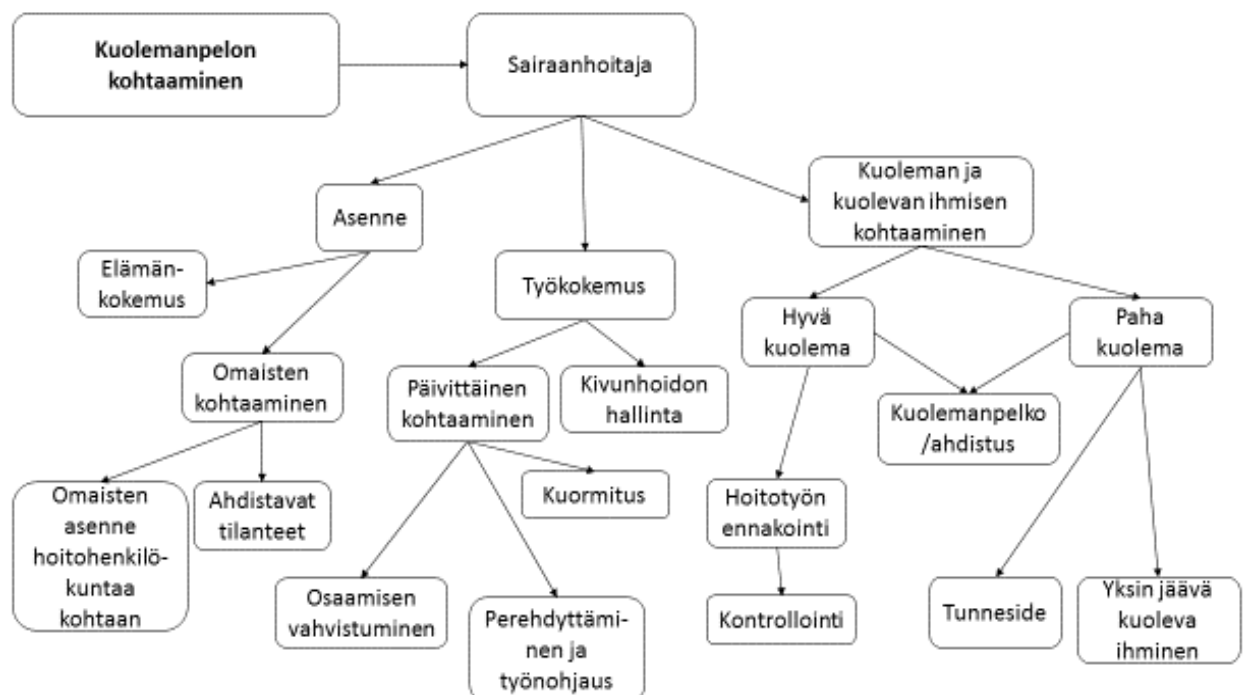 Kuolemanpelon
kohtaaminen
Sairaanhoitaja
Asenne
Kuoleman ja
kuolevan ihmisen
kohtaaminen
Elämän-
kokemus
Työkokemus
Hyvä
kuolema
Paha
kuolema
Omaisten
kohtaaminen
Päivittäinen
kohtaaminen
Kivunhoidon
hallinta
Kuolemanpelko
/ahdistus
Omaisten
asenne
hoitohenkilö-
kuntaa
kohtaan
Ahdistavat
tilanteet
Kuormitus
Hoitotyön
ennakointi
Osaamisen
vahvistuminen
Perehdyttämi-
nen ja
työnohjaus
Kontrollointi
Tunneside
Yksin jäävä
kuoleva
ihminen